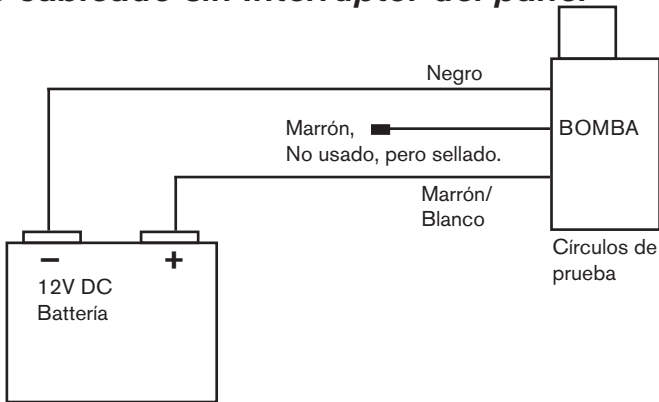 cableado sin interruptor del panel
Negro
Marrón,
No usado, pero sellado.
BOMBA
Marrón/
Blanco
Círculos de
prueba
–
+
12V DC
Battería